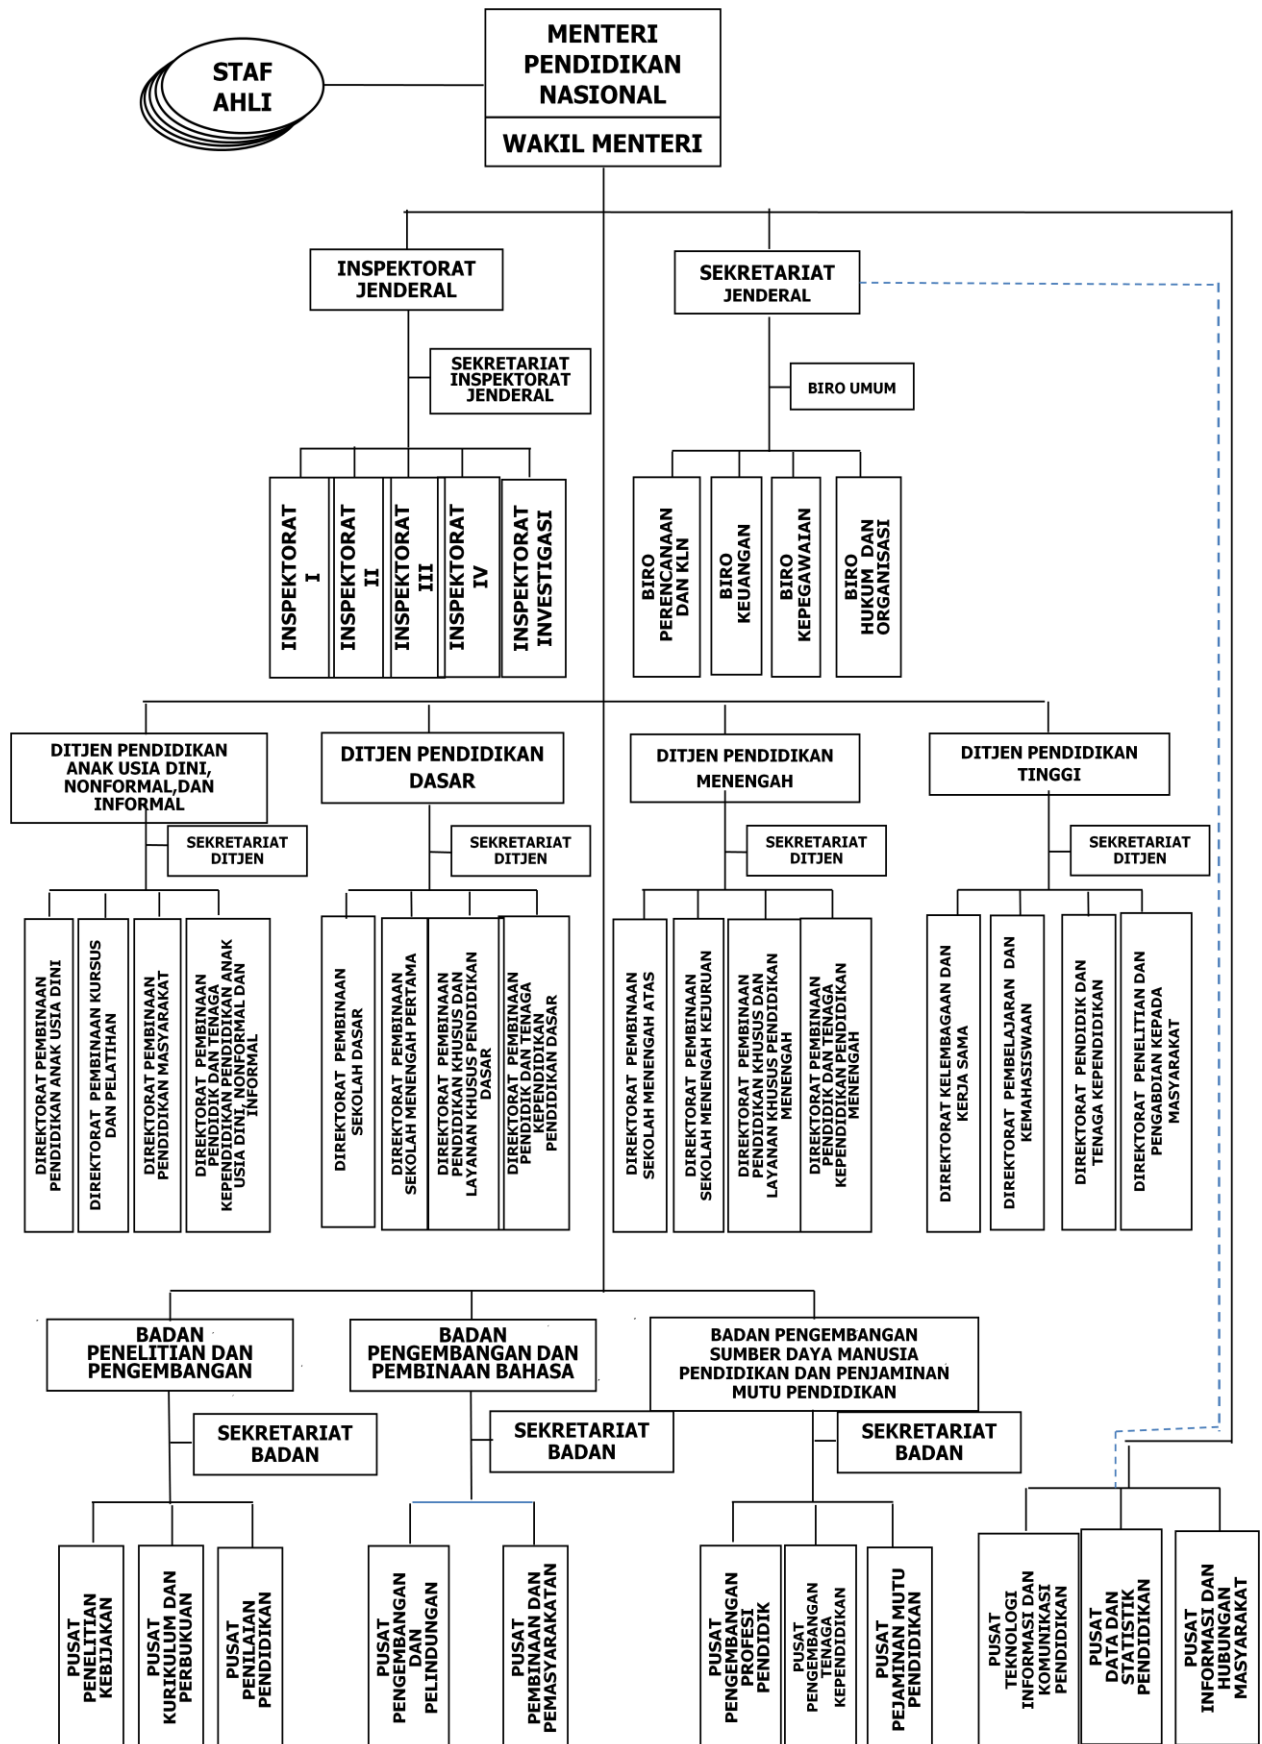 STAF
AHLI
MENTERI
PENDIDIKAN
NASIONAL
WAKIL MENTERI
INSPEKTORAT
JENDERAL
SEKRETARIAT
JENDERAL
SEKRETARIAT
INSPEKTORAT
JENDERAL
BIRO UMUM
INSPEKTORAT
I
INSPEKTORAT
II
INSPEKTORAT
III
INSPEKTORAT
IV
INSPEKTORAT
INVESTIGASI
BIRO
PERENCANAAN
DAN KLN
BIRO
KEUANGAN
BIRO
KEPEGAWAIAN
BIRO
HUKUM DAN
ORGANISASI
DITJEN PENDIDIKAN
ANAK USIA DINI,
NONFORMAL,DAN
INFORMAL
DITJEN PENDIDIKAN
DASAR
DITJEN PENDIDIKAN
MENENGAH
DITJEN PENDIDIKAN
TINGGI
SEKRETARIAT
DITJEN
SEKRETARIAT
DITJEN
SEKRETARIAT
DITJEN
SEKRETARIAT
DITJEN
DIREKTORAT PEMBINAAN
PENDIDIKAN ANAK USIA DINI
DIREKTORAT PEMBINAAN KURSUS
DAN PELATIHAN
DIREKTORAT PEMBINAAN
PENDIDIKAN MASYARAKAT
DIREKTORAT PEMBINAAN
PENDIDIK DAN TENAGA
KEPENDIDIKAN PENDIDIKAN ANAK
USIA DINI, NONFORMAL DAN
INFORMAL
DIREKTORAT PEMBINAAN
SEKOLAH DASAR
DIREKTORAT PEMBINAAN
SEKOLAH MENENGAH PERTAMA
DIREKTORAT PEMBINAAN
PENDIDIKAN KHUSUS DAN
LAYANAN KHUSUS PENDIDIKAN
DASAR
DIREKTORAT PEMBINAAN
PENDIDIK DAN TENAGA
KEPENDIDIKAN
PENDIDIKAN DASAR
DIREKTORAT PEMBINAAN
SEKOLAH MENENGAH ATAS
DIREKTORAT PEMBINAAN
SEKOLAH MENENGAH KEJURUAN
DIREKTORAT PEMBINAAN
PENDIDIKAN KHUSUS DAN
LAYANAN KHUSUS PENDIDIKAN
MENENGAH
DIREKTORAT PEMBINAAN
PENDIDIK DAN TENAGA
KEPENDIDIKAN PENDIDIKAN
MENENGAH
DIREKTORAT KELEMBAGAAN DAN
KERJA SAMA
DIREKTORAT PEMBELAJARAN DAN
KEMAHASISWAAN
DIREKTORAT PENDIDIK DAN
TENAGA KEPENDIDIKAN
DIREKTORAT PENELITIAN DAN
PENGABDIAN KEPADA
MASYARAKAT
BADAN
PENELITIAN DAN
PENGEMBANGAN
BADAN
PENGEMBANGAN DAN
PEMBINAAN BAHASA
BADAN PENGEMBANGAN
SUMBER DAYA MANUSIA
PENDIDIKAN DAN PENJAMINAN
MUTU PENDIDIKAN
SEKRETARIAT
BADAN
SEKRETARIAT
BADAN
SEKRETARIAT
BADAN
PUSAT
PENELITIAN
KEBIJAKAN
PUSAT
KURIKULUM DAN
PERBUKUAN
PUSAT
PENILAIAN
PENDIDIKAN
PUSAT
PENGEMBANGAN
DAN
PELINDUNGAN
PUSAT
PEMBINAAN DAN
PEMASYARAKATAN
PUSAT
PENGEMBANGAN
PROFESI
PENDIDIK
PUSAT
PENGEMBANGAN
TENAGA
KEPENDIDIKAN
PUSAT
PEJAMINAN MUTU
PENDIDIKAN
PUSAT
TEKNOLOGI
INFORMASI DAN
KOMUNIKASI
PENDIDIKAN
PUSAT
DATA DAN
STATISTIK
PENDIDIKAN
PUSAT
INFORMASI DAN
HUBUNGAN
MASYARAKAT